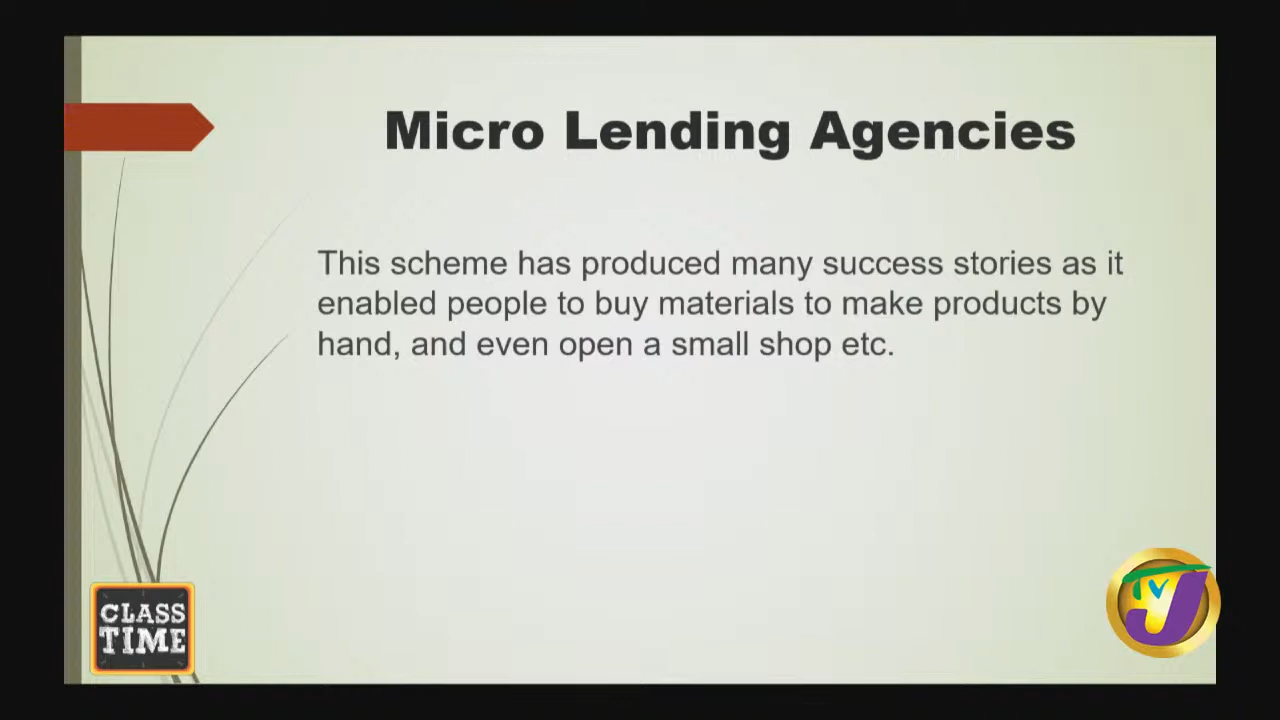 Micro Lending Agencies
This scheme has produced many success stories as it
enabled people to buy materials to make products by
hand, and even open a small shop etc.
CLASS
TIME
TVJ